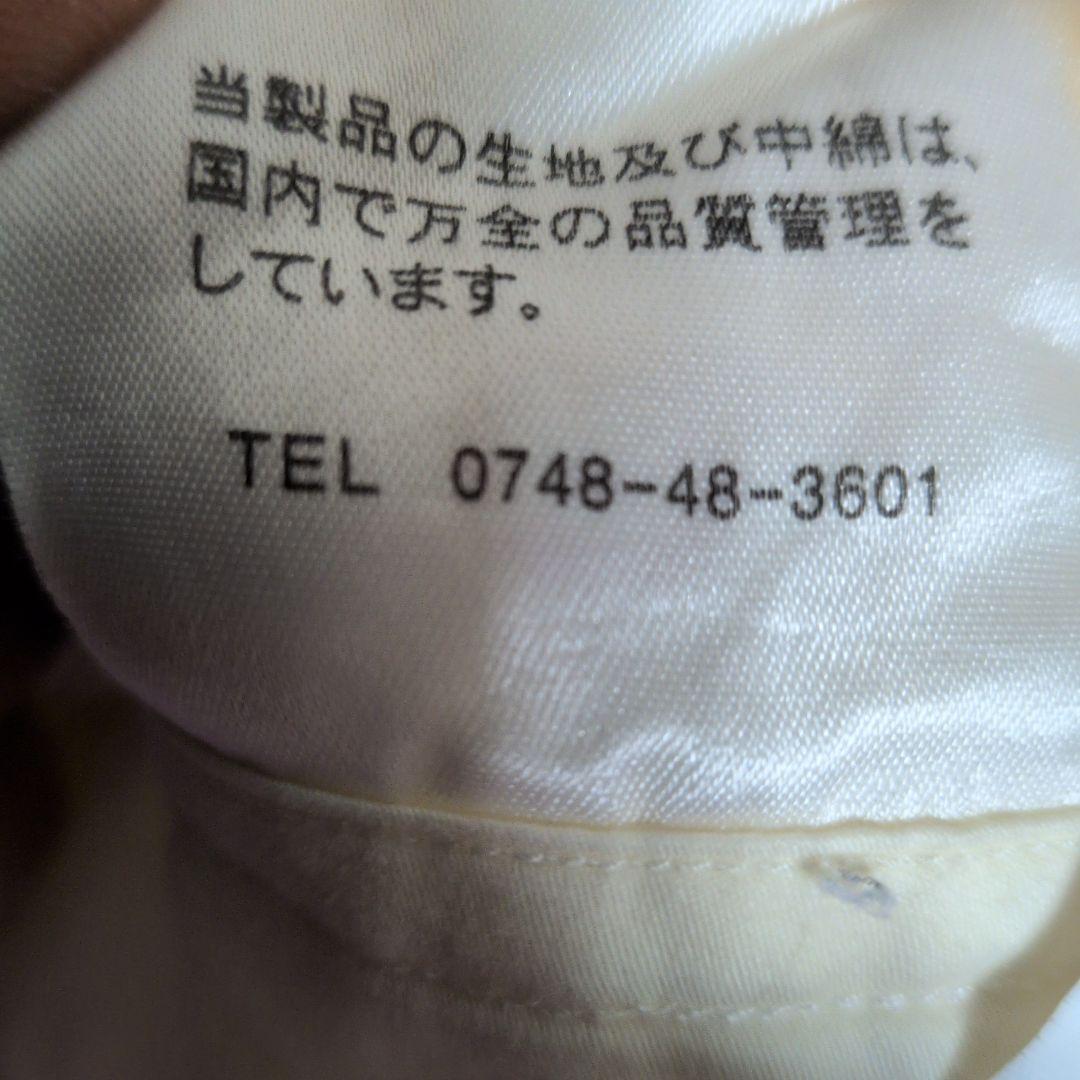 当製品の生地及び中綿は、
国内で万全の品質管理を
しています。
TEL 0748-48-3601